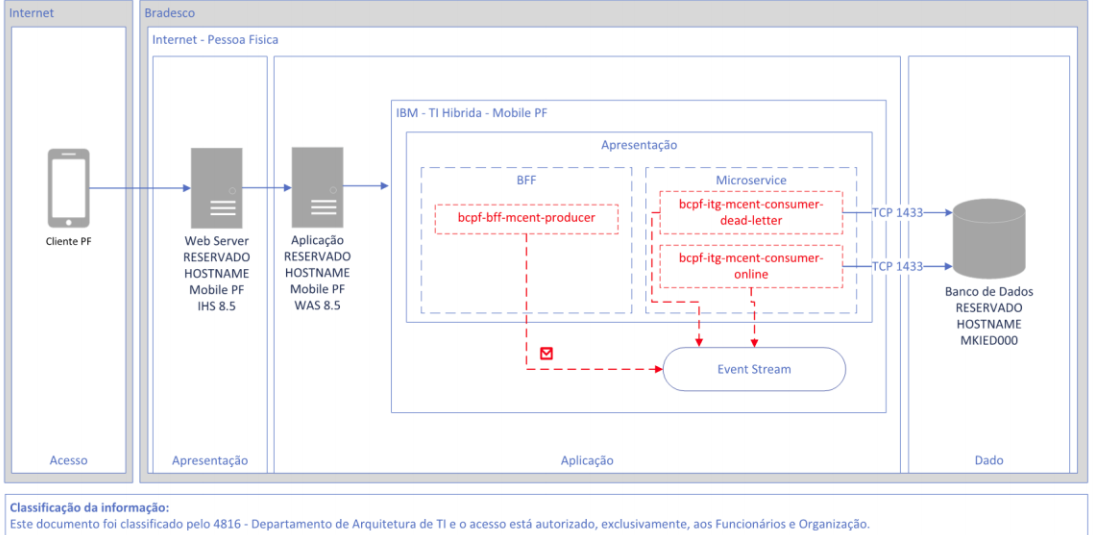 Internet
Bradesco
Internet - Pessoa Fisica
IBM - TI Hibrida - Mobile PF
Apresentação
BFF
Microservice
bcpf-bff-mcent-producer
bcpf-itg-mcent-consumer-
dead-letter
TCP 1433
bcpf-itg-mcent-consumer-
online
TCP 1433
Cliente PF
Web Server
RESERVADO
HOSTNAME
Mobile PF
IHS 8.5
Aplicação
RESERVADO
HOSTNAME
Mobile PF
WAS 8.5
Banco de Dados
RESERVADO
HOSTNAME
MKIED000
Event Stream
Acesso
Apresentação
Aplicação
Dado
Classificação da informação:
Este documento foi classificado pelo 4816 - Departamento de Arquitetura de TI e o acesso está autorizado, exclusivamente, aos Funcionários e Organização.